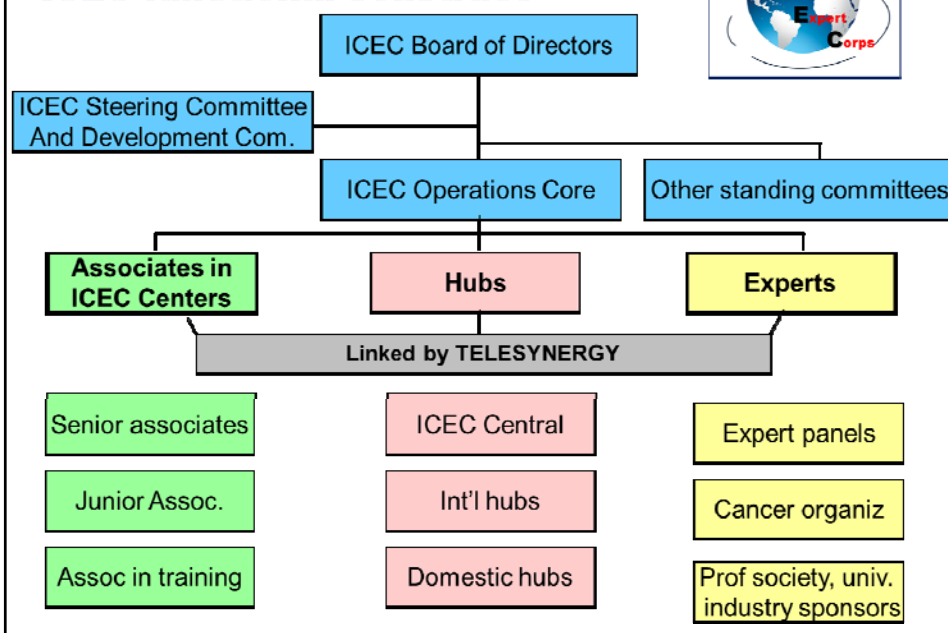 Expert
Corps
ICEC Board of Directors
ICEC Steering Committee
And Development Com.
ICEC Operations Core
Other standing committees
Associates in
ICEC Centers
Hubs
Experts
Linked by TELESYNERGY
Senior associates
ICEC Central
Expert panels
Junior Assoc.
Int'l hubs
Cancer organiz
Assoc in training
Domestic hubs
Prof society, univ.
industry sponsors